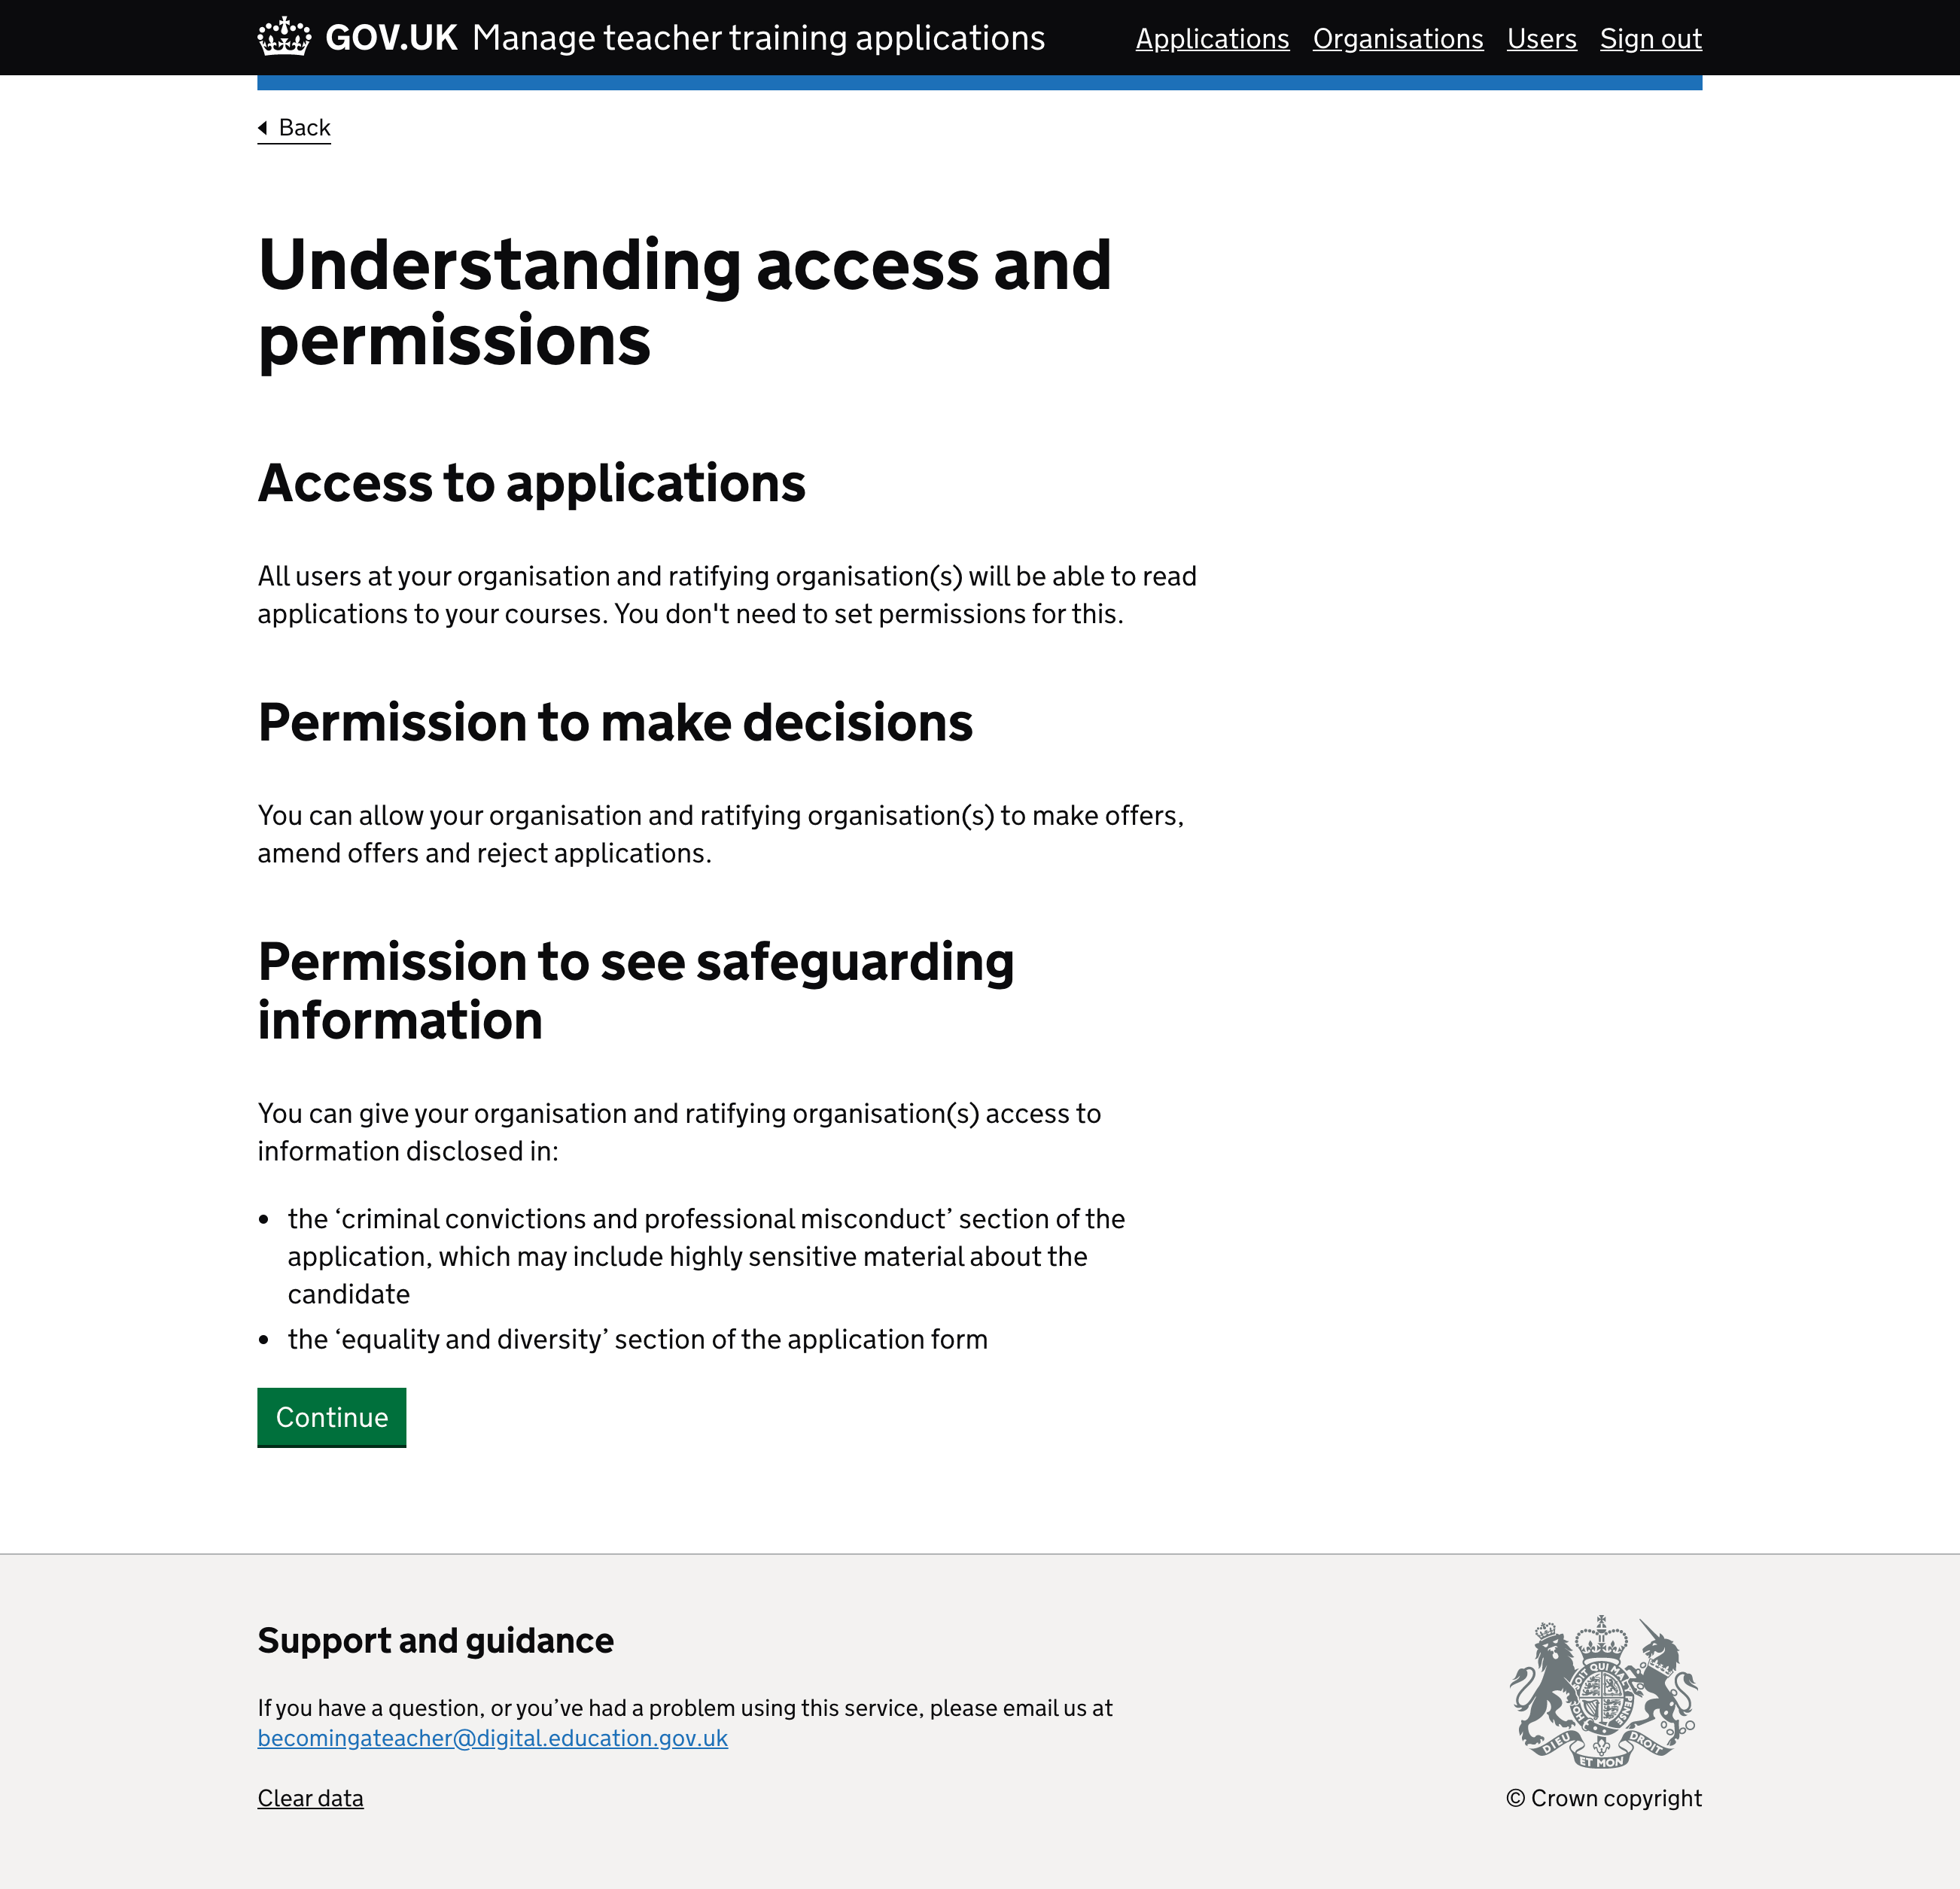 GOV.UK Manage teacher training applications Applications Organisations Users Sign out
Back
Understanding access and
permissions
Access to applications
All users at your organisation and ratifying organisation(s) will be able to read
applications to your courses. You don't need to set permissions for this.
Permission to make decisions
You can allow your organisation and ratifying organisation(s) to make offers,
amend offers and reject applications.
Permission to see safeguarding
information
You can give your organisation and ratifying organisation(s) access to
information disclosed in:
• the ‘criminal convictions and professional misconduct’ section of the
application, which may include highly sensitive material about the
candidate
• the ‘equality and diversity’ section of the application form
Continue
Support and guidance
If you have a question, or you’ve had a problem using this service, please email us at
becomingateacher@digital.education.gov.uk
Clear data
DIEU ET MON DROIT
© Crown copyright